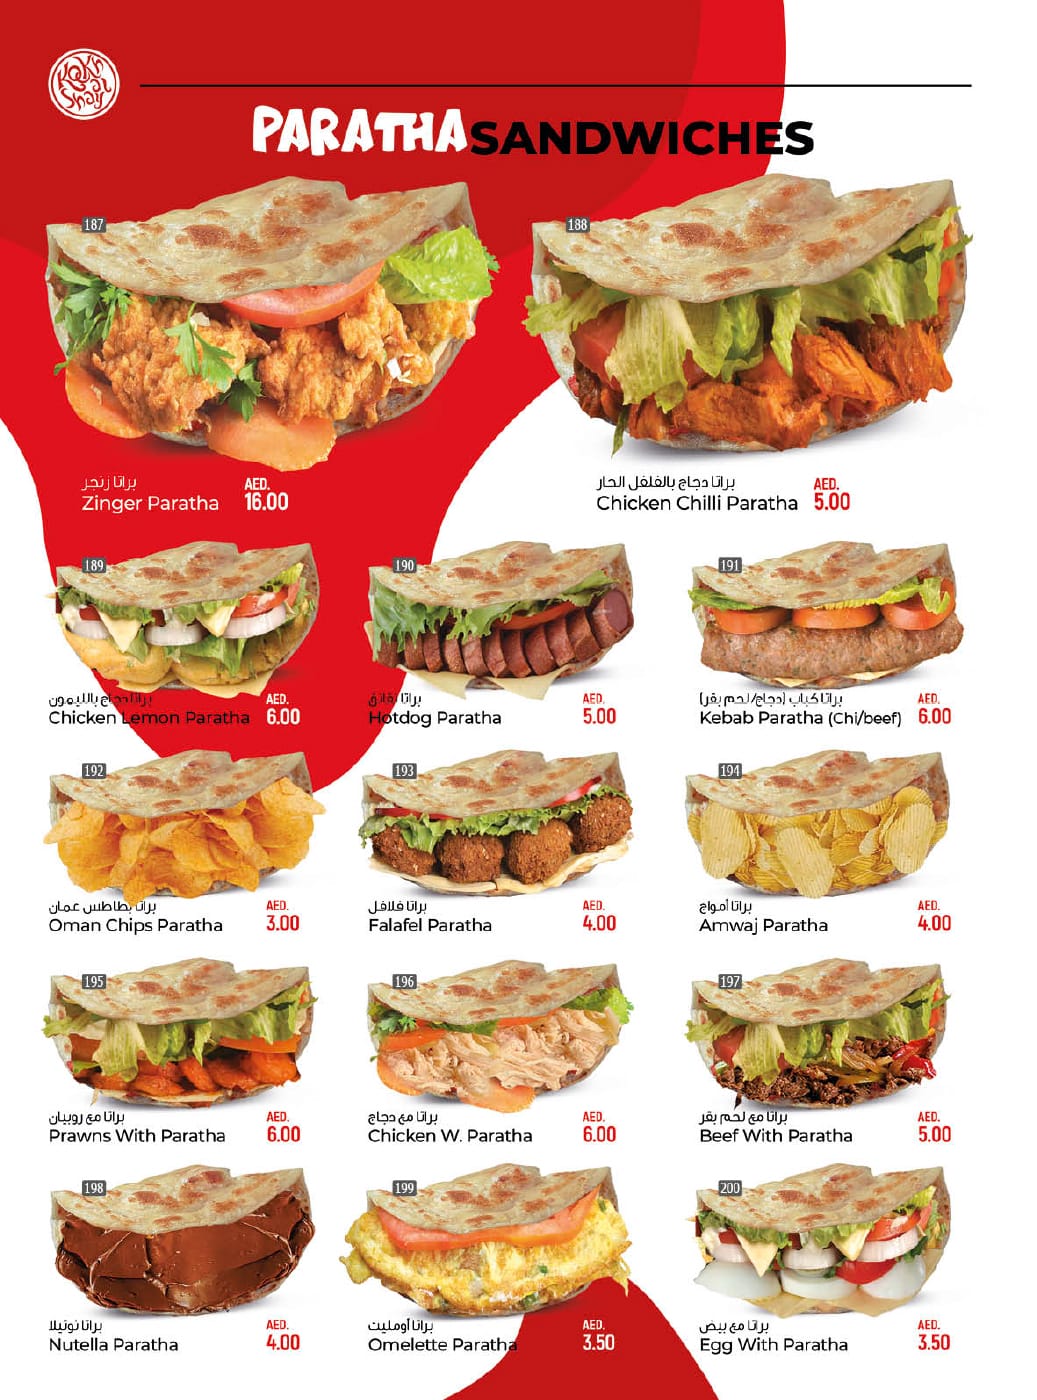 Kak'n Shay
PARATHA SANDWICHES
187
188
براتا زنجر
Zinger Paratha
AED.
16.00
براتا دجاج بالفلفل الحار
Chicken Chilli Paratha
AED.
5.00
189
190
191
براتا دجاج بالليمون
Chicken Lemon Paratha
AED.
6.00
براتا نقانق
Hotdog Paratha
AED.
5.00
براتا كباب (دجاج/لحم بقر)
Kebab Paratha (Chi/beef)
AED.
6.00
192
193
194
براتا بطاطس عمان
Oman Chips Paratha
AED.
3.00
براتا فلافل
Falafel Paratha
AED.
4.00
براتا أمواج
Amwaj Paratha
AED.
4.00
195
196
197
براتا مع روبيان
Prawns With Paratha
AED.
6.00
براتا مع دجاج
Chicken W. Paratha
AED.
6.00
براتا مع لحم بقر
Beef With Paratha
AED.
5.00
198
199
200
براتا نوتيلا
Nutella Paratha
AED.
4.00
براتا أومليت
Omelette Paratha
AED.
3.50
براتا مع بيض
Egg With Paratha
AED.
3.50